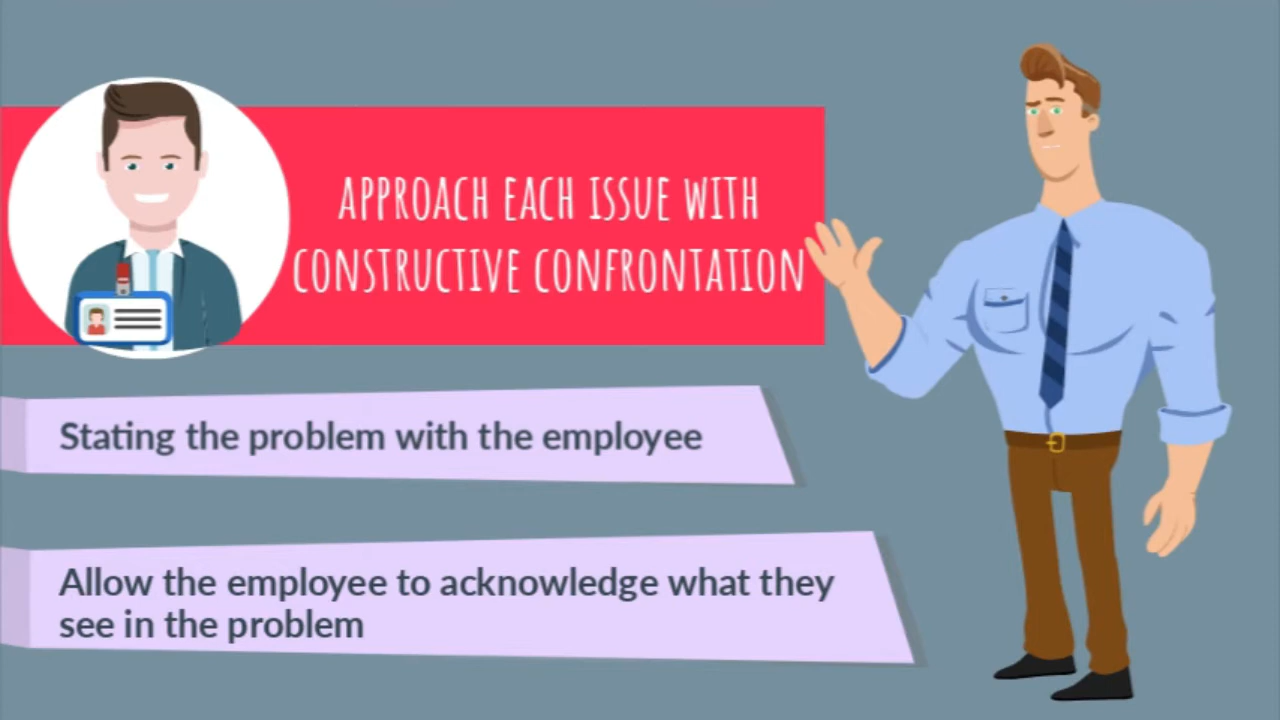 APPROACH EACH ISSUE WITH
CONSTRUCTIVE CONFRONTATION
Stating the problem with the employee
Allow the employee to acknowledge what they
see in the problem